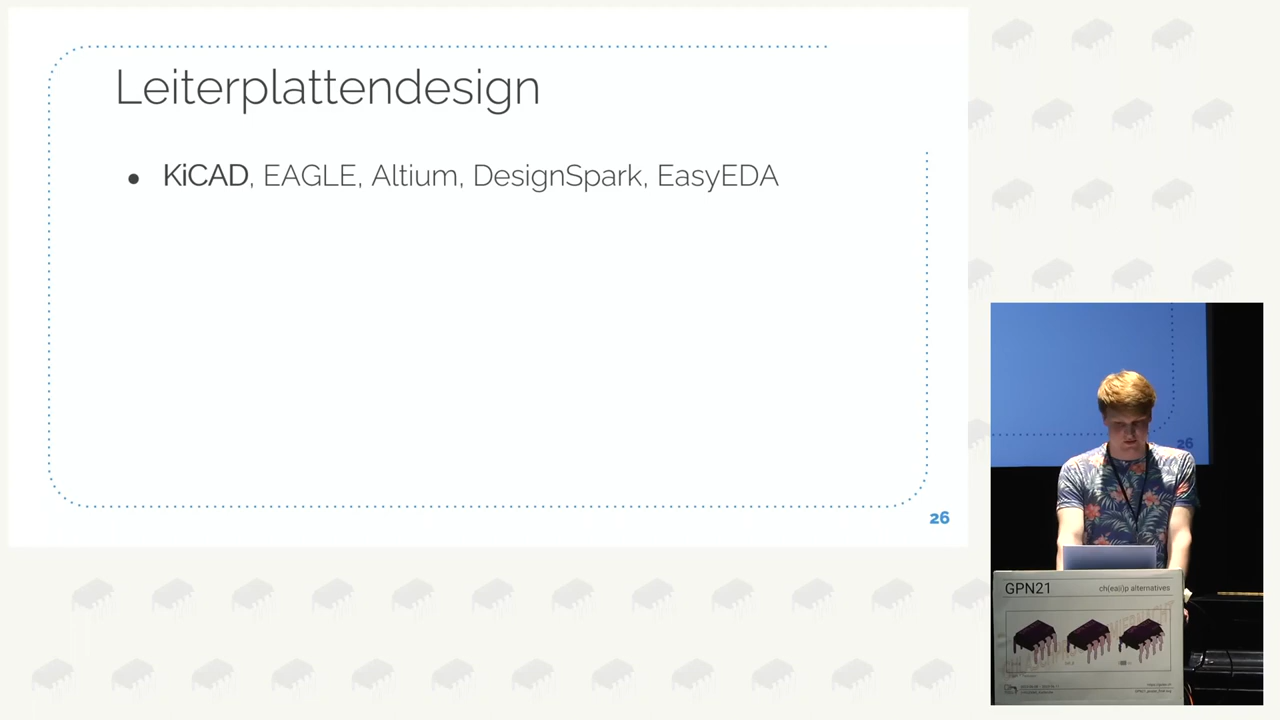 Leiterplattendesign
● KiCAD, EAGLE, Altium, DesignSpark, EasyEDA
26
26
GPN21
ch(ea|i)p alternatives